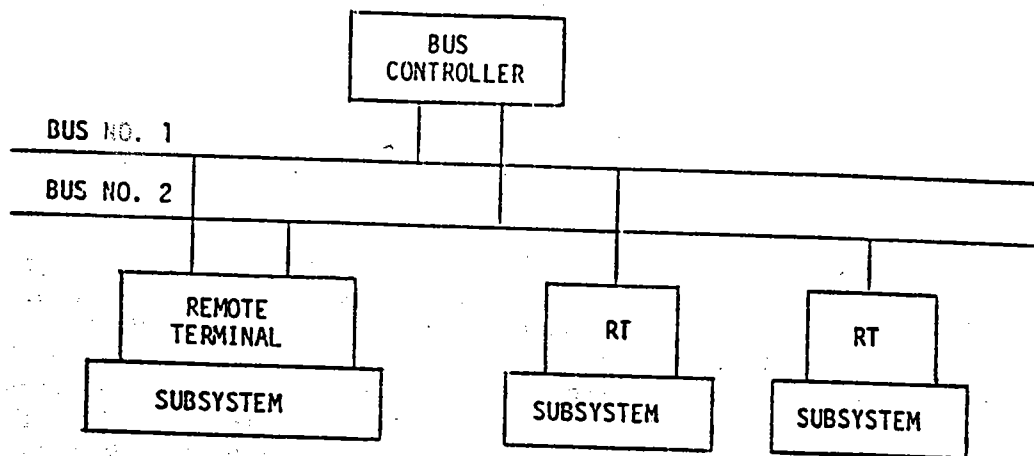 BUS
CONTROLLER
BUS NO. 1
BUS NO. 2
REMOTE
TERMINAL
SUBSYSTEM
RT
SUBSYSTEM
RT
SUBSYSTEM